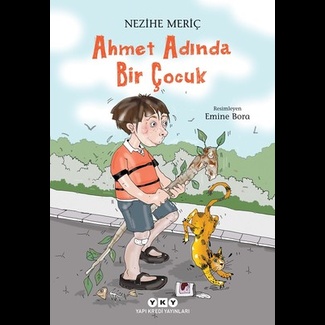 NEZİHE MERİÇ
Ahmet Adında
Bir Çocuk
Resimleyen
Emine Bora
YKY
YAPI KREDİ YAYINLARI